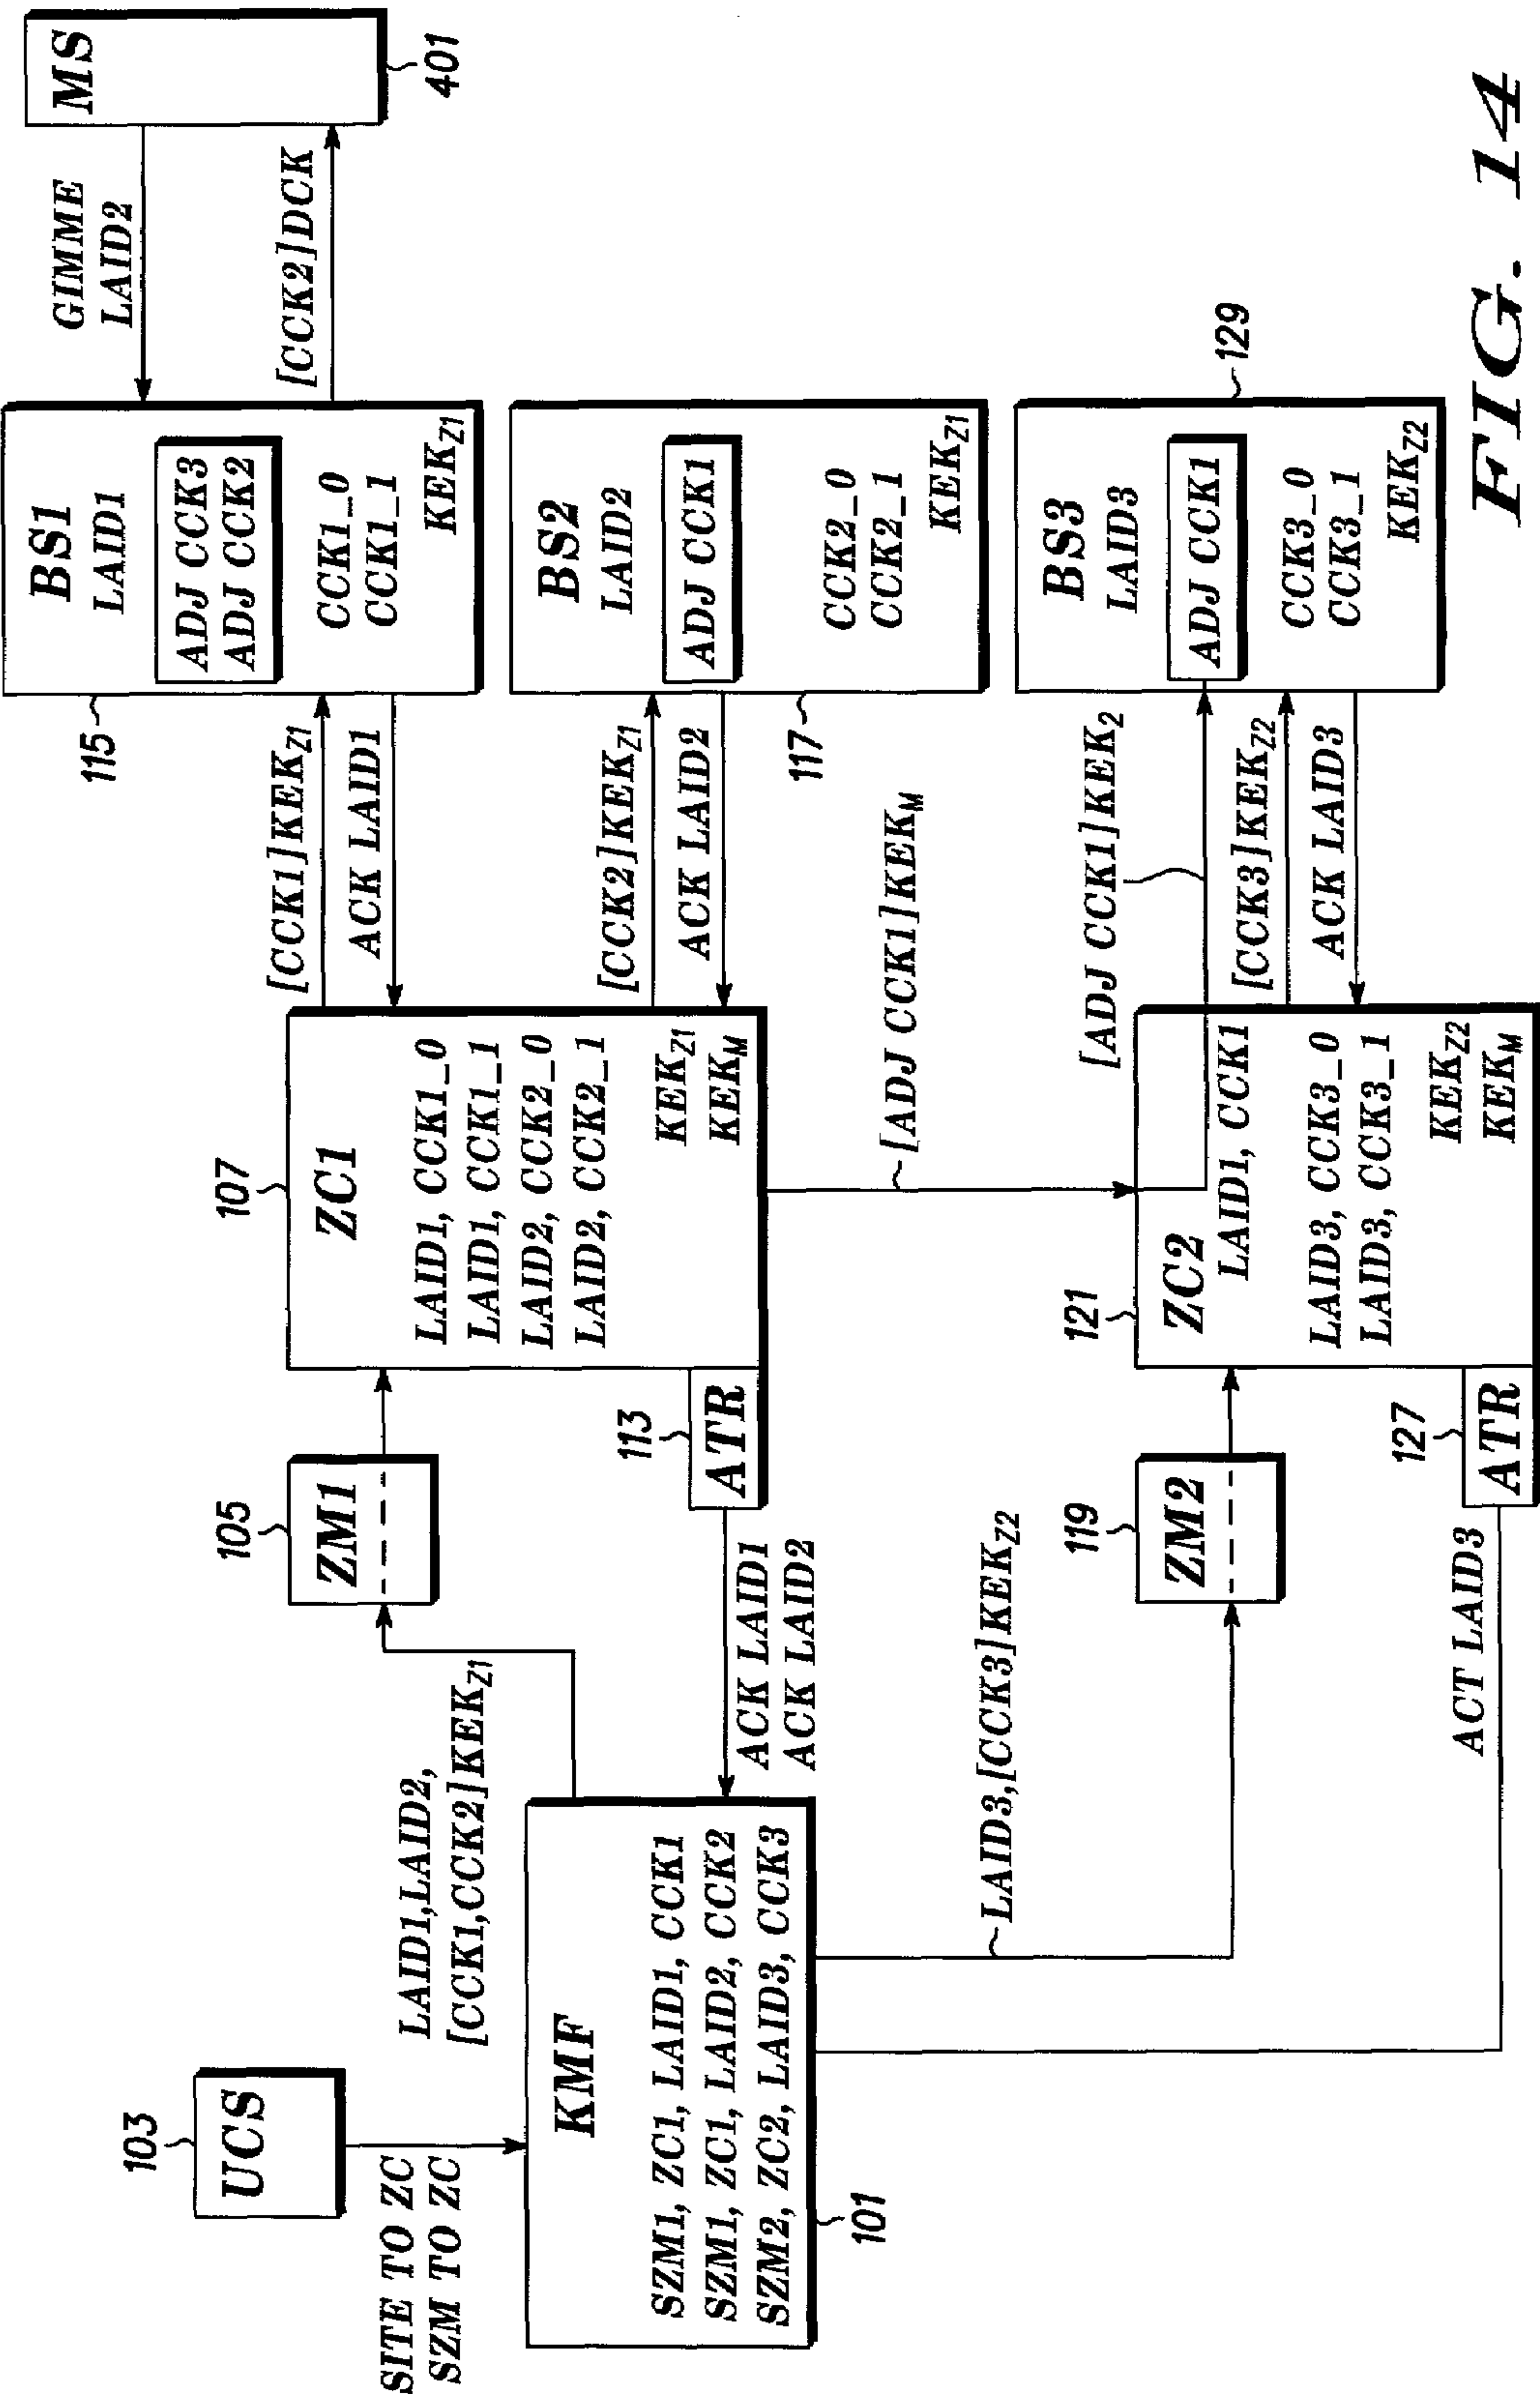 103
UCS
SITE TO ZC
SZM TO ZC
KMF
SZM1, ZC1, LAID1, CCK1
SZM1, ZC1, LAID2, CCK2
SZM2, ZC2, LAID3, CCK3
101
LAID1,LAID2,
[CCK1,CCK2]KEKZ1
105
ZM1
ACK LAID1
ACK LAID2
LAID3,[CCK3]KEKZ2
119
ZM2
ACT LAID3
107
ZC1
LAID1, CCK1_0
LAID1, CCK1_1
LAID2, CCK2_0
LAID2, CCK2_1
KEKZ1
KEKM
113
ATR
[ADJ CCK1]KEKM
121
ZC2
LAID1, CCK1
LAID3, CCK3_0
LAID3, CCK3_1
KEKZ2
KEKM
127
ATR
[CCK1]KEKZ1
ACK LAID1
[CCK2]KEKZ1
ACK LAID2
[ADJ CCK1]KEK2
[CCK3]KEKZ2
ACK LAID3
115
BS1
LAID1
ADJ CCK3
ADJ CCK2
CCK1_0
CCK1_1
KEKZ1
117
BS2
LAID2
ADJ CCK1
CCK2_0
CCK2_1
KEKZ1
129
BS3
LAID3
ADJ CCK1
CCK3_0
CCK3_1
KEKZ2
GIMME
LAID2
[CCK2]DCK
MS
401
FIG. 14